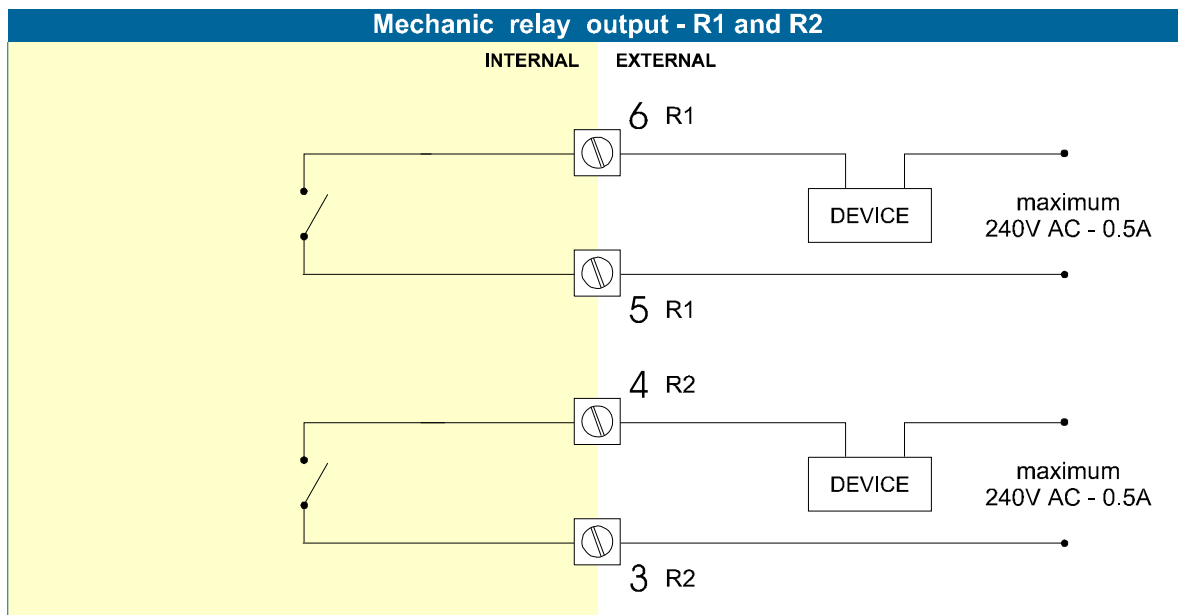 Mechanic relay output - R1 and R2
INTERNAL EXTERNAL
6 R1
DEVICE
maximum
240V AC - 0.5A
5 R1
4 R2
DEVICE
maximum
240V AC - 0.5A
3 R2